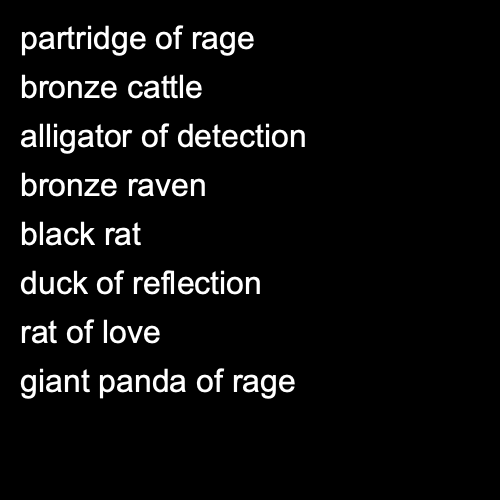 partridge of rage
bronze cattle
alligator of detection
bronze raven
black rat
duck of reflection
rat of love
giant panda of rage